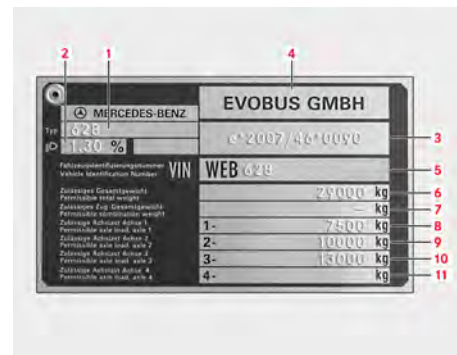 2 1 4
MERCEDES-BENZ EVOBUS GMBH
Typ 628
1.30 % e*2007/46*0090 3
Fahrzeugidentifizierungsnummer
Vehicle Identification Number VIN WEB 628 5
Zulässiges Gesamtgewicht
Permissible total weight 29000 kg 6
Zulässiges Zug-Gesamtgewicht
Permissible combination weight – kg 7
Zulässige Achslast Achse 1
Permissible axle load, axle 1 1- 7500 kg 8
Zulässige Achslast Achse 2
Permissible axle load, axle 2 2- 10000 kg 9
Zulässige Achslast Achse 3
Permissible axle load, axle 3 3- 13000 kg 10
Zulässige Achslast Achse 4
Permissible axle load, axle 4 4- kg 11